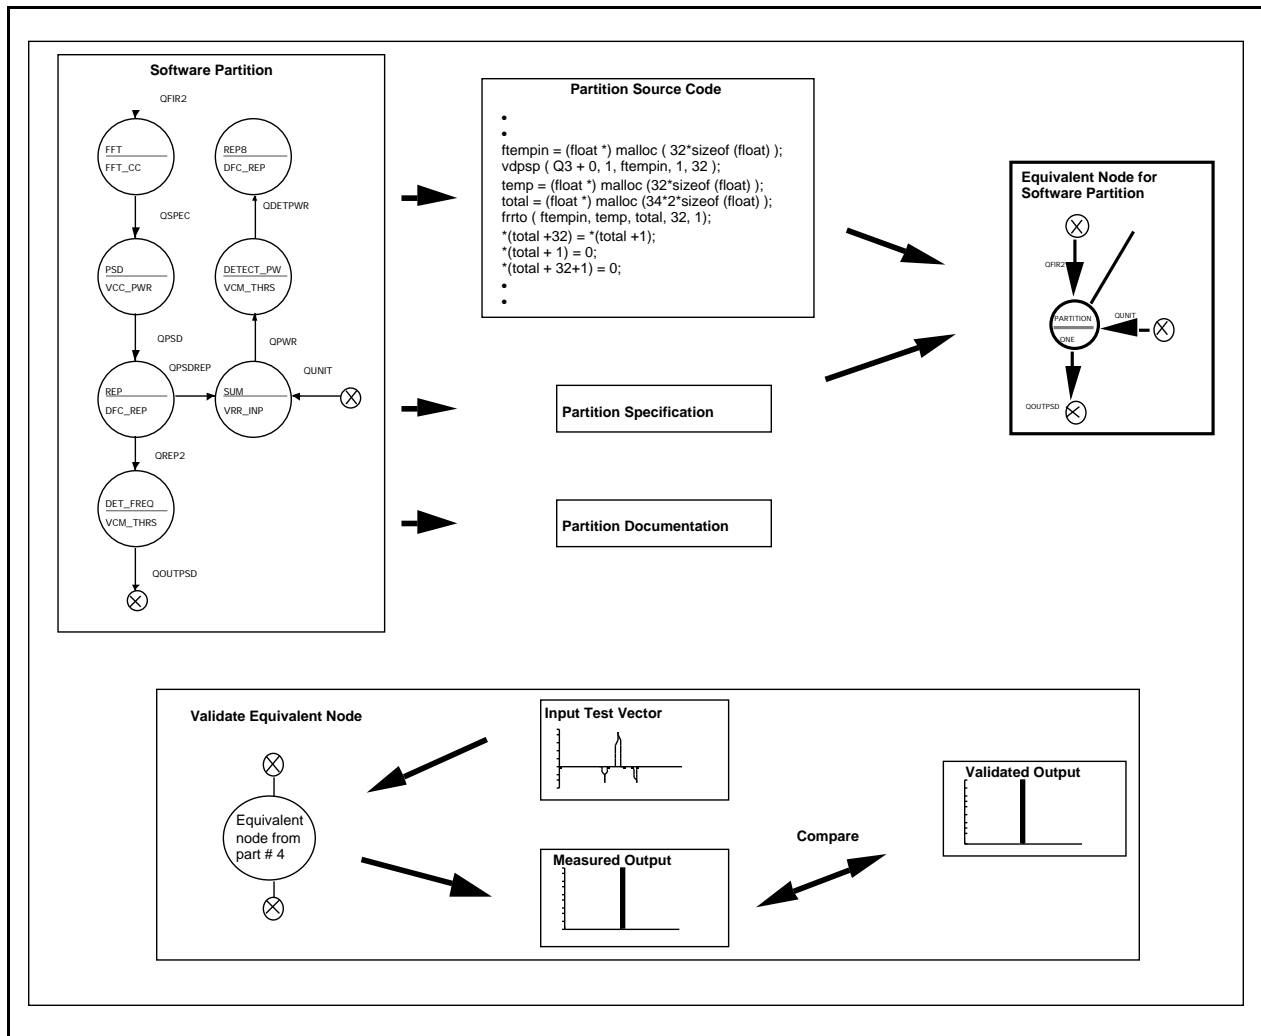 Software Partition
QFIR2
FFT
FFT_CC
REP8
DFC_REP
QSPEC
QDETPWR
PSD
VCC_PWR
DETECT_PW
VCM_THRS
QPSD
QPWR
QPSDREP
QUNIT
REP
DFC_REP
SUM
VRR_INP
QREP2
DET_FREQ
VCM_THRS
QOUTPSD
Partition Source Code
•
•
ftempin = (float *) malloc ( 32*sizeof (float) );
vdpsp ( Q3 + 0, 1, ftempin, 1, 32 );
temp = (float *) malloc (32*sizeof (float) );
total = (float *) malloc (34*2*sizeof (float) );
frrto ( ftempin, temp, total, 32, 1);
*(total +32) = *(total +1);
*(total + 1) = 0;
*(total + 32+1) = 0;
•
•
Partition Specification
Partition Documentation
Equivalent Node for
Software Partition
QFIR2
PARTITION
ONE
QUNIT
QOUTPSD
Validate Equivalent Node
Equivalent
node from
part # 4
Input Test Vector
Measured Output
Compare
Validated Output